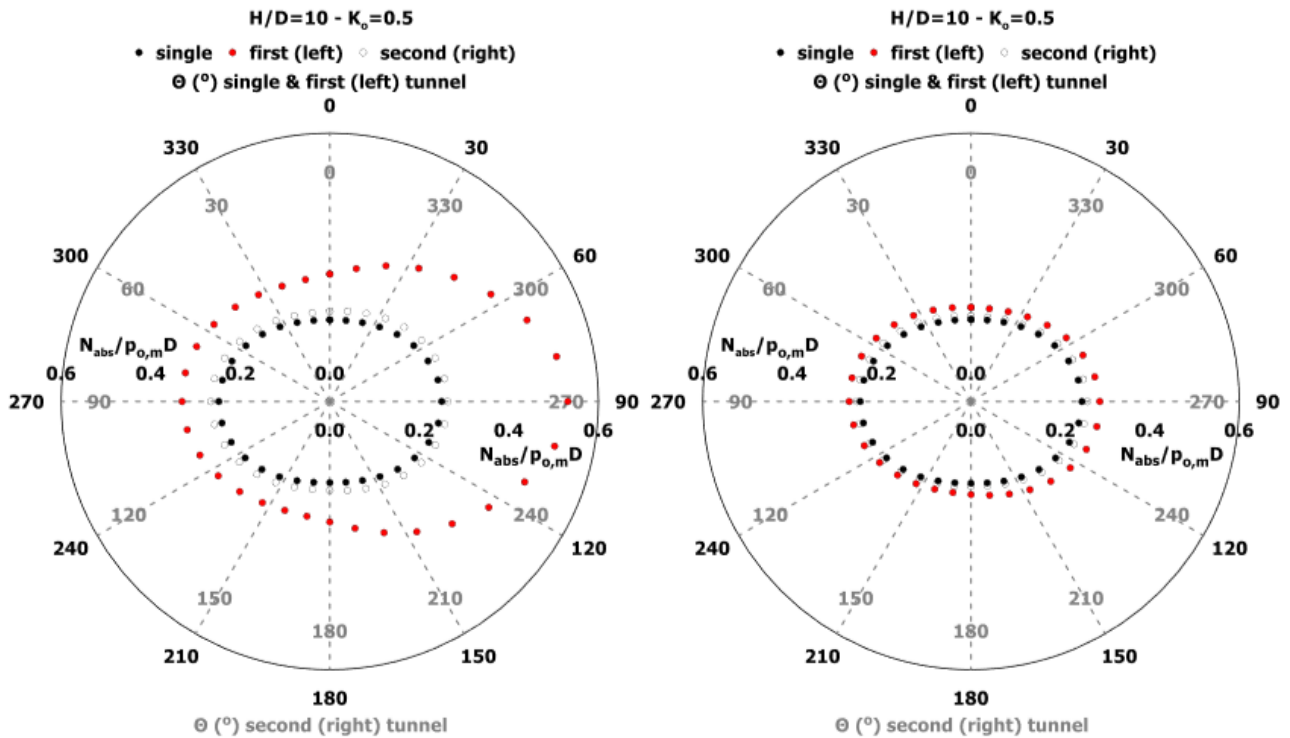 H/D=10 - Ko=0.5
single first (left) second (right)
Θ (º) single & first (left) tunnel
0
330 30
0
30 330
300 60
60 300
Nabs/po,mD
0.6 0.4 0.2 0.0
270 90 270 90
0.0 0.2 0.4 0.6
Nabs/po,mD
120 240
240 120
150 210
180
210 150
180
Θ (º) second (right) tunnel
H/D=10 - Ko=0.5
single first (left) second (right)
Θ (º) single & first (left) tunnel
0
330 30
0
30 330
300 60
60 300
Nabs/po,mD
0.6 0.4 0.2 0.0
270 90 270 90
0.0 0.2 0.4 0.6
Nabs/po,mD
120 240
240 120
150 210
180
210 150
180
Θ (º) second (right) tunnel